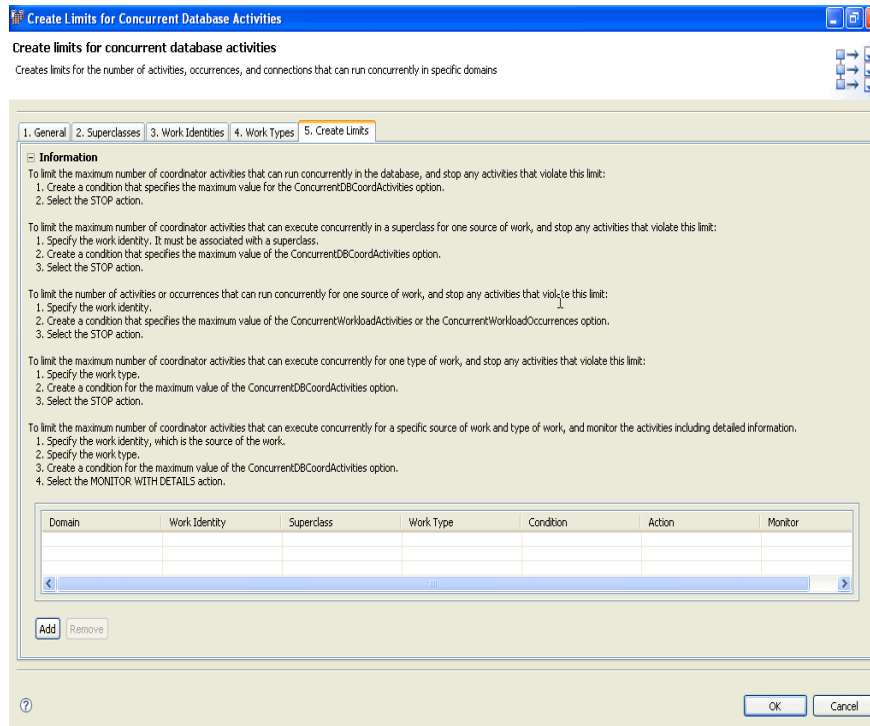 Create Limits for Concurrent Database Activities
Create limits for concurrent database activities
Creates limits for the number of activities, occurrences, and connections that can run concurrently in specific domains
1. General 2. Superclasses 3. Work Identities 4. Work Types 5. Create Limits
Information
To limit the maximum number of coordinator activities that can run concurrently in the database, and stop any activities that violate this limit:
1. Create a condition that specifies the maximum value for the ConcurrentDBCoordActivities option.
2. Select the STOP action.
To limit the maximum number of coordinator activities that can execute concurrently in a superclass for one source of work, and stop any activities that violate this limit:
1. Specify the work identity. It must be associated with a superclass.
2. Create a condition that specifies the maximum value of the ConcurrentDBCoordActivities option.
3. Select the STOP action.
To limit the number of activities or occurrences that can run concurrently for one source of work, and stop any activities that violate this limit:
1. Specify the work identity.
2. Create a condition that specifies the maximum value of the ConcurrentWorkloadActivities or the ConcurrentWorkloadOccurrences option.
3. Select the STOP action.
To limit the maximum number of coordinator activities that can execute concurrently for one type of work, and stop any activities that violate this limit:
1. Specify the work type.
2. Create a condition for the maximum value of the ConcurrentDBCoordActivities option.
3. Select the STOP action.
To limit the maximum number of coordinator activities that can execute concurrently for a specific source of work and type of work, and monitor the activities including detailed information.
1. Specify the work identity, which is the source of the work.
2. Specify the work type.
3. Create a condition for the maximum value of the ConcurrentDBCoordActivities option.
4. Select the MONITOR WITH DETAILS action.
Domain Work Identity Superclass Work Type Condition Action Monitor
Add Remove
OK Cancel